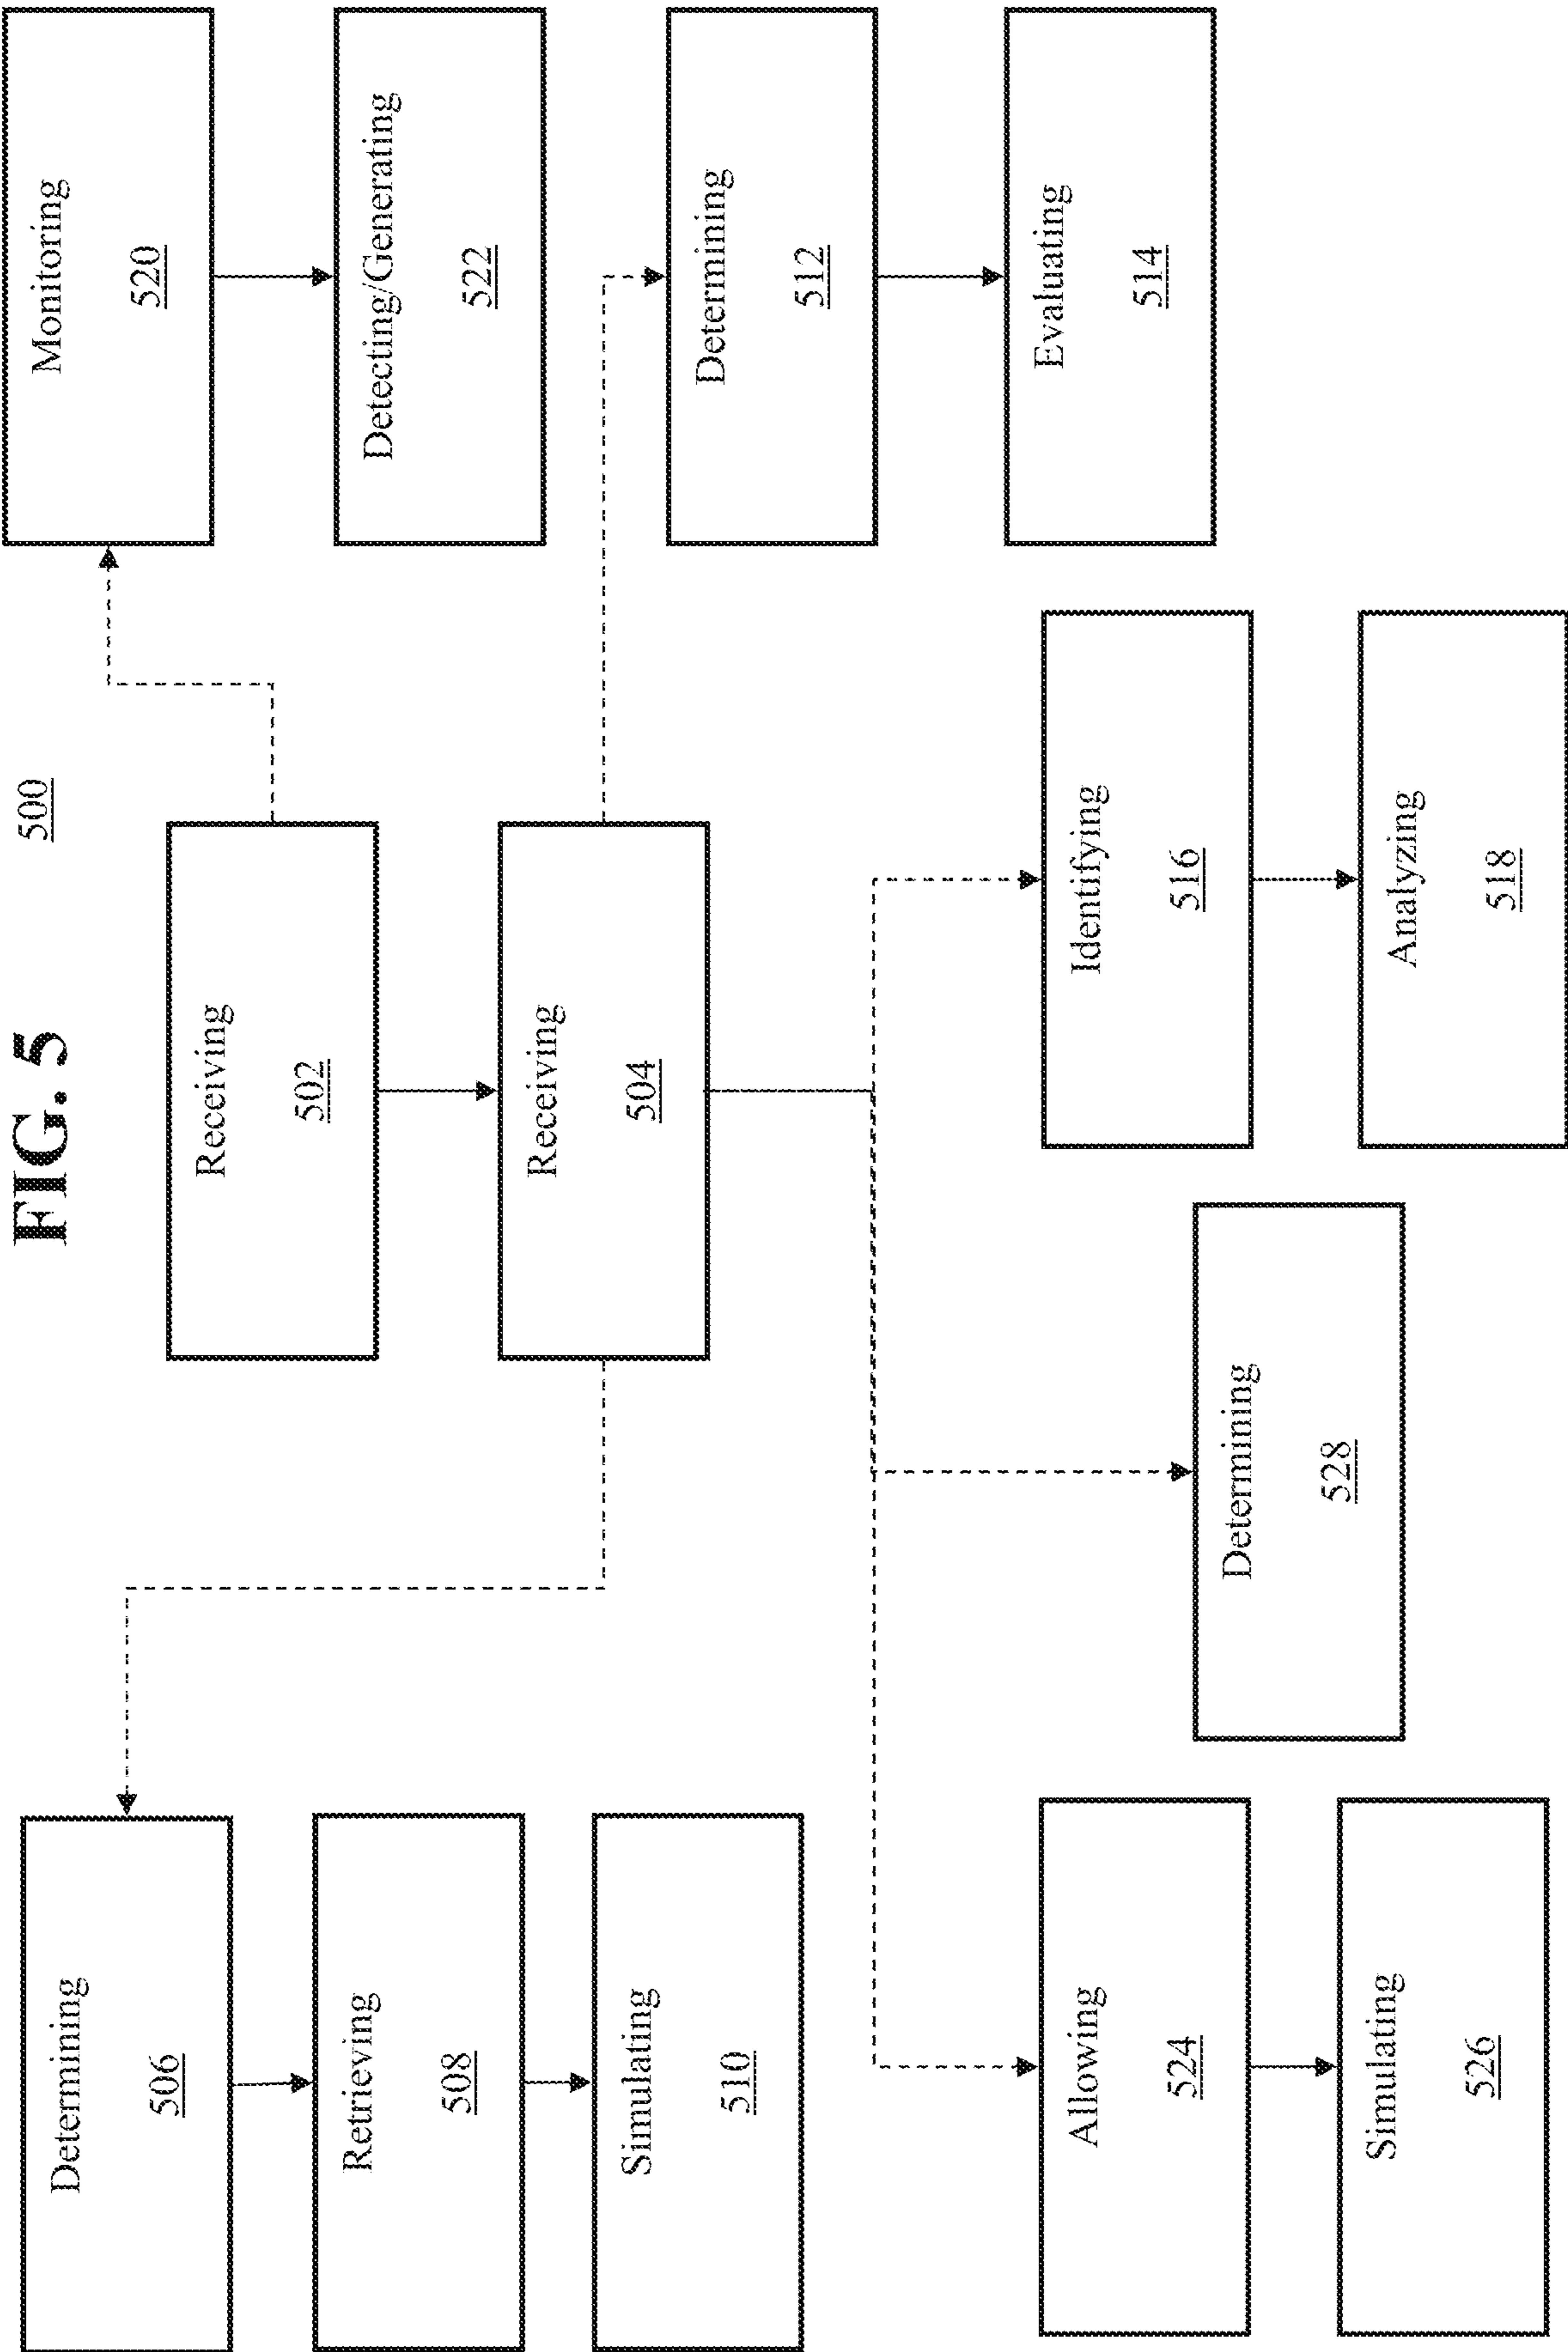 FIG. 5
500
Receiving
502
Receiving
504
Determining
506
Retrieving
508
Simulating
510
Monitoring
520
Detecting/Generating
522
Determining
512
Evaluating
514
Allowing
524
Simulating
526
Determining
528
Identifying
516
Analyzing
518